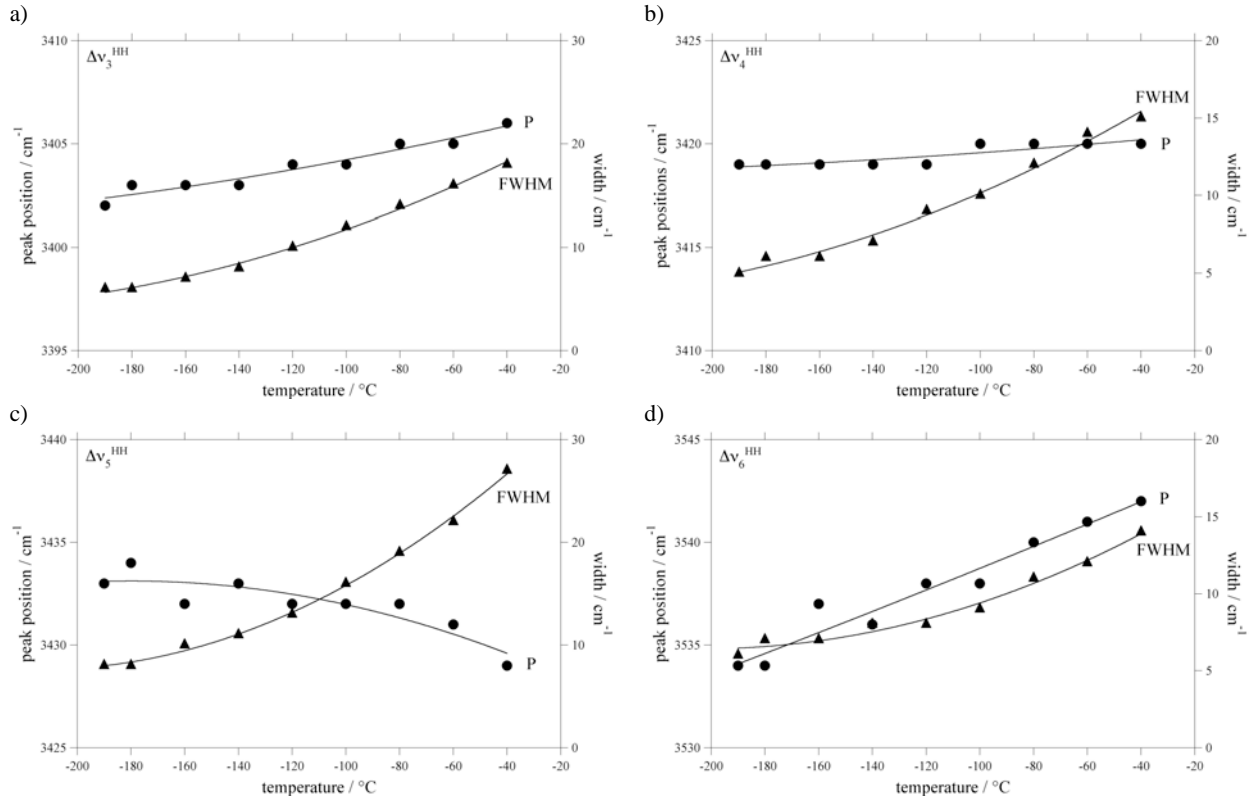 a)
Δν₃ᴴᴴ
peak position / cm⁻¹
3410
3405
3400
3395
P
FWHM
30
20
10
0
width / cm⁻¹
-200 -180 -160 -140 -120 -100 -80 -60 -40 -20
temperature / °C
b)
Δν₄ᴴᴴ
peak positions / cm⁻¹
3425
3420
3415
3410
FWHM
P
20
15
10
5
0
width / cm⁻¹
-200 -180 -160 -140 -120 -100 -80 -60 -40 -20
temperature / °C
c)
Δν₅ᴴᴴ
peak position / cm⁻¹
3440
3435
3430
3425
FWHM
P
30
20
10
0
width / cm⁻¹
-200 -180 -160 -140 -120 -100 -80 -60 -40 -20
temperature / °C
d)
Δν₆ᴴᴴ
peak position / cm⁻¹
3545
3540
3535
3530
P
FWHM
20
15
10
5
0
width / cm⁻¹
-200 -180 -160 -140 -120 -100 -80 -60 -40 -20
temperature / °C